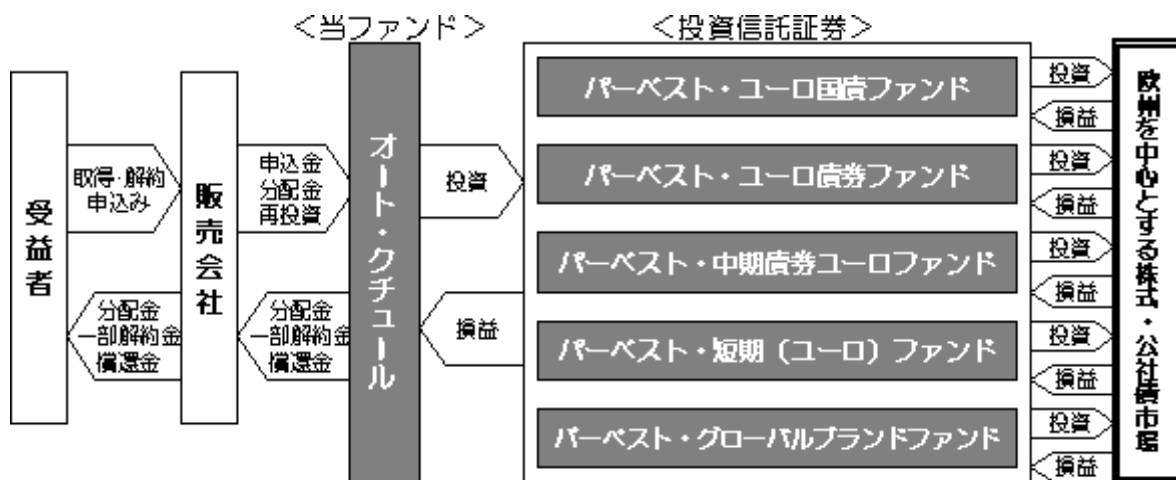 ＜当ファンド＞
＜投資信託証券＞
受益者
取得・解約
申込み
分配金
一部解約金
償還金
販売会社
申込金
分配金
再投資
分配金
一部解約金
償還金
オート・クチュール
投資
損益
パーベスト・ユーロ国債ファンド
パーベスト・ユーロ債券ファンド
パーベスト・中期債券ユーロファンド
パーベスト・短期（ユーロ）ファンド
パーベスト・グローバルブランドファンド
投資
損益
投資
損益
投資
損益
投資
損益
投資
損益
欧州を中心とする株式・公社債市場